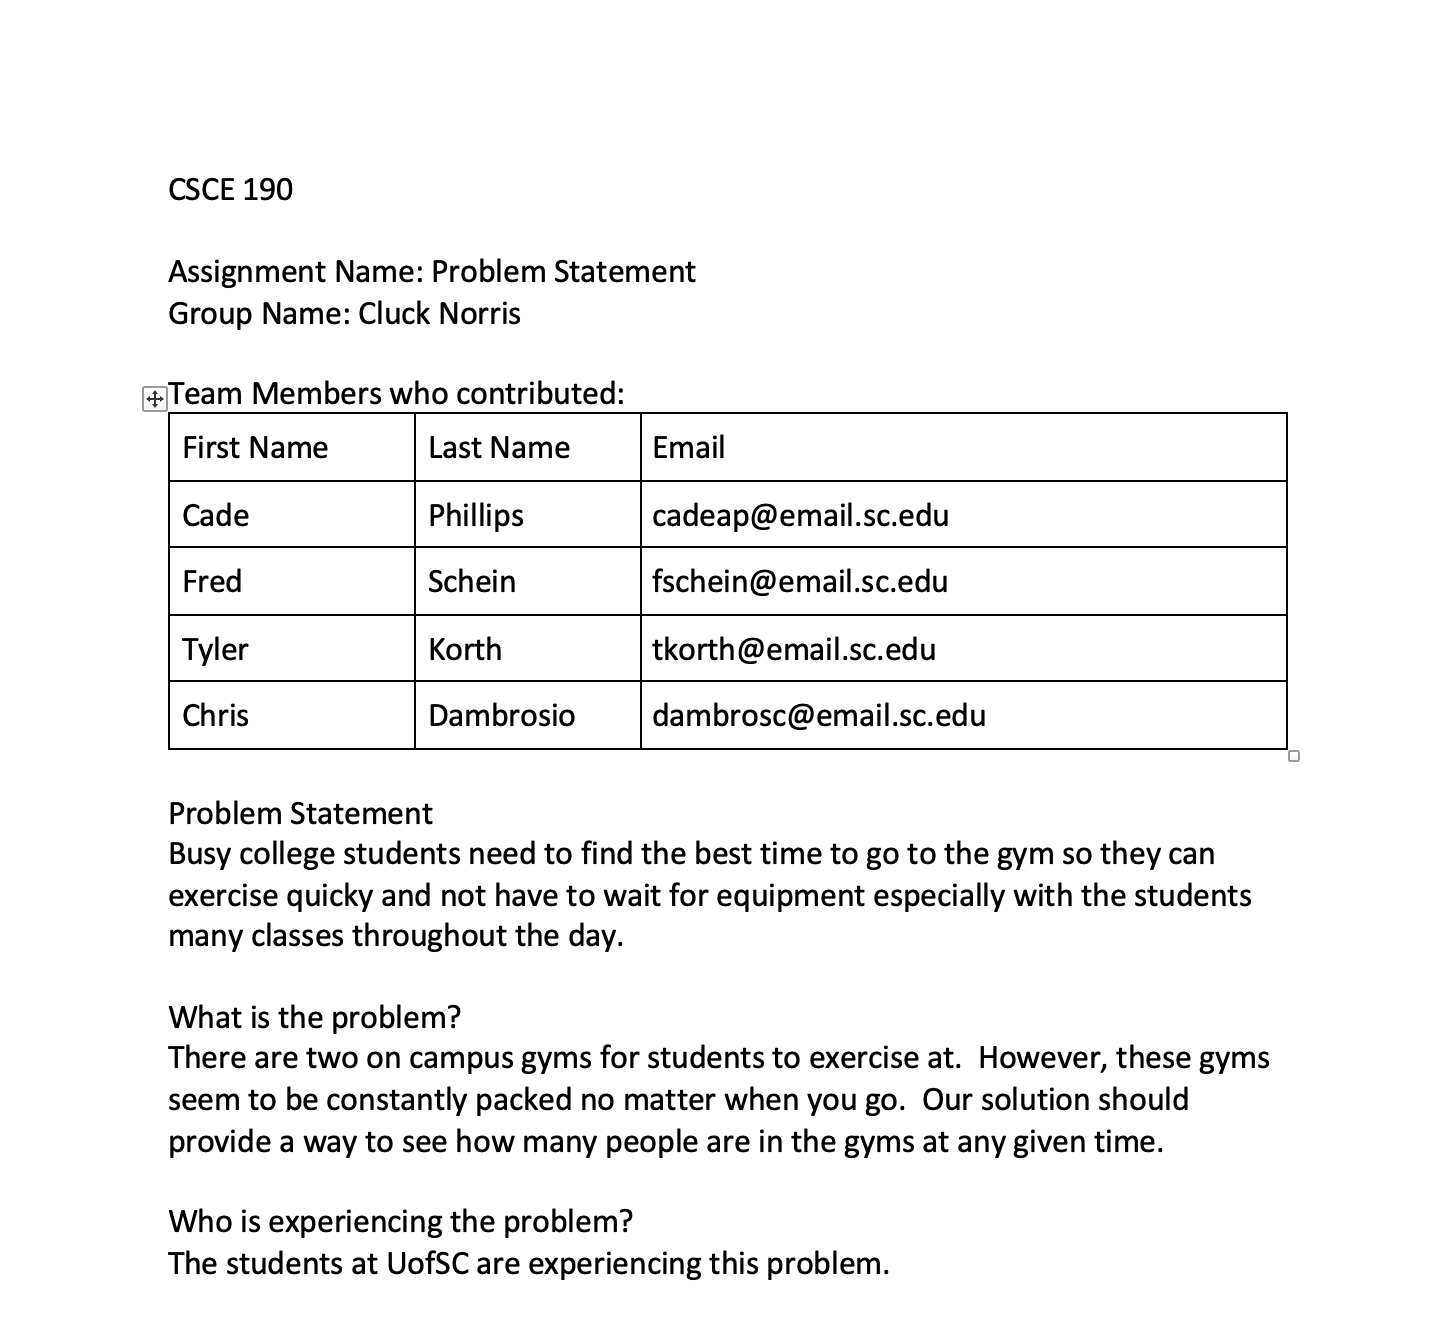 CSCE 190
Assignment Name: Problem Statement
Group Name: Cluck Norris
Team Members who contributed:
First Name Last Name Email
Cade Phillips cadeap@email.sc.edu
Fred Schein fschein@email.sc.edu
Tyler Korth tkorth@email.sc.edu
Chris Dambrosio dambrosc@email.sc.edu
Problem Statement
Busy college students need to find the best time to go to the gym so they can
exercise quicky and not have to wait for equipment especially with the students
many classes throughout the day.
What is the problem?
There are two on campus gyms for students to exercise at.  However, these gyms
seem to be constantly packed no matter when you go.  Our solution should
provide a way to see how many people are in the gyms at any given time.
Who is experiencing the problem?
The students at UofSC are experiencing this problem.